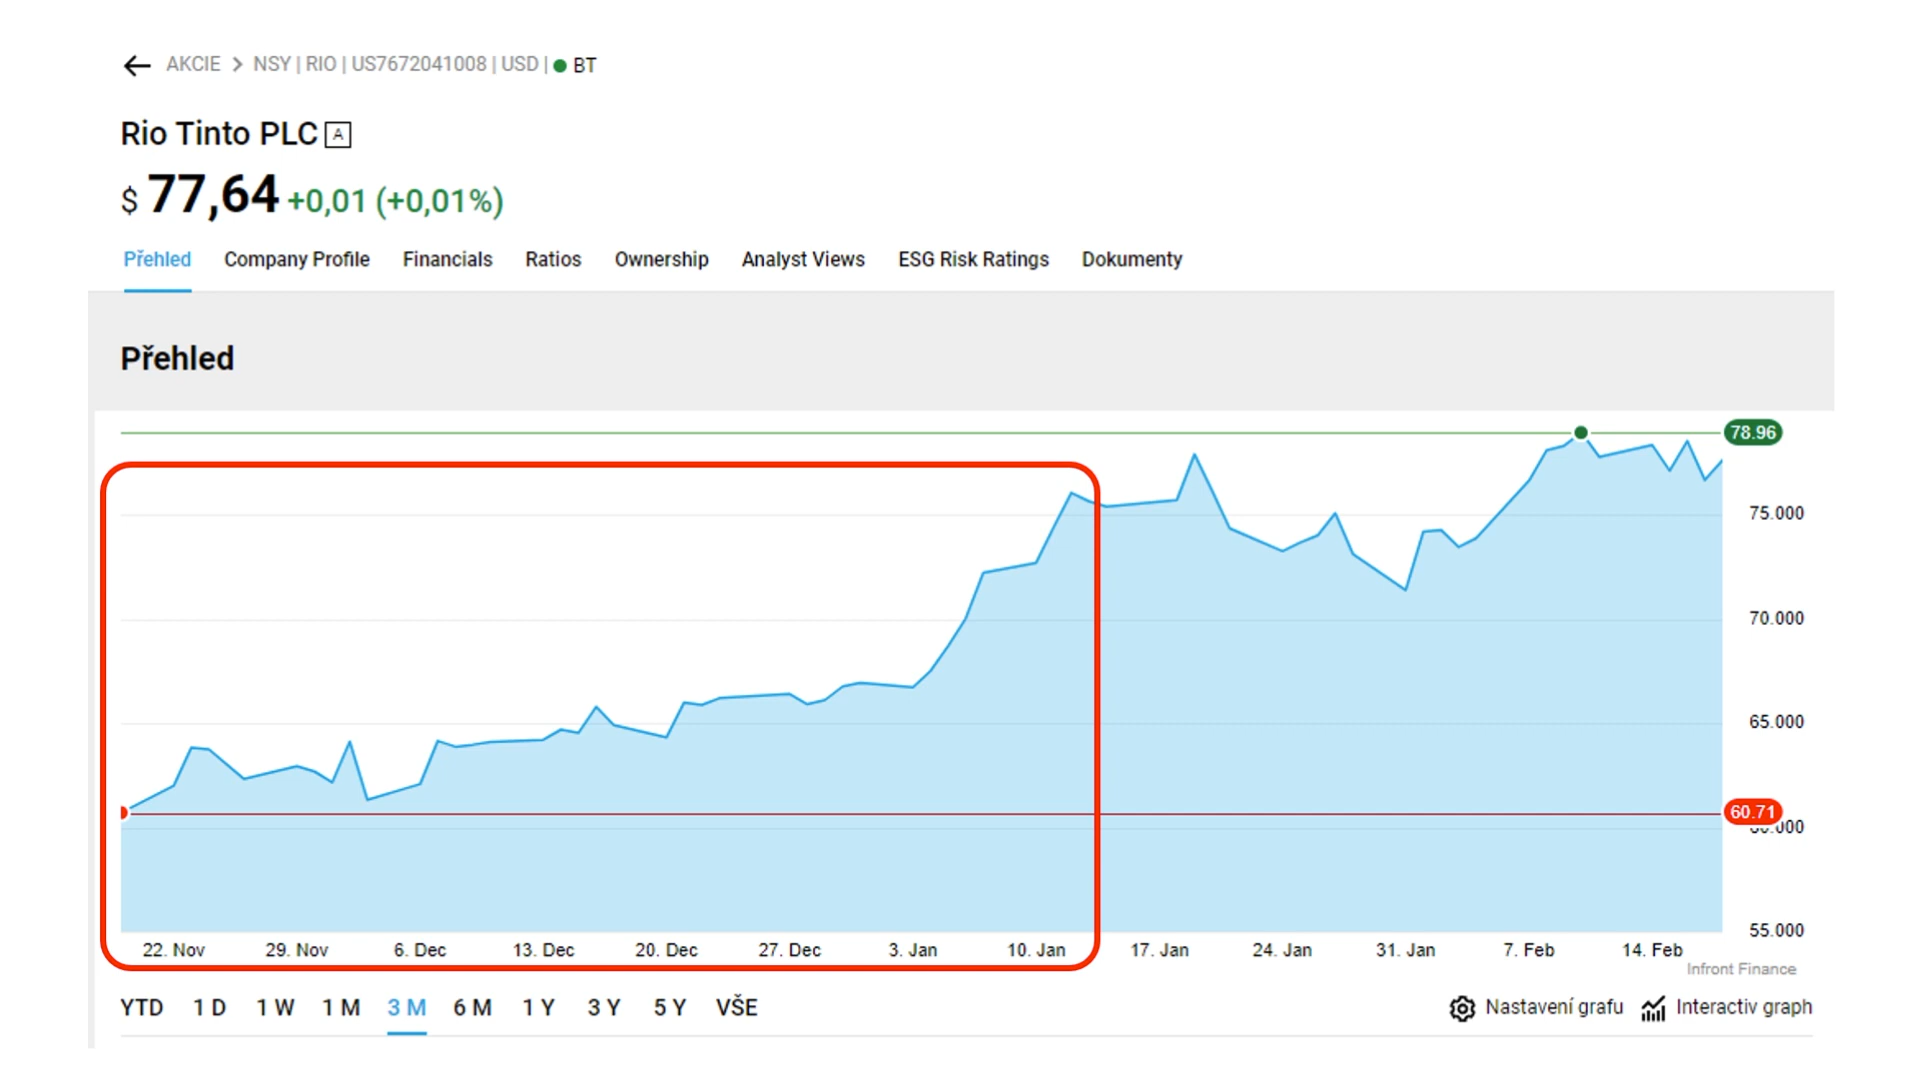 AKCIE > NSY | RIO | US7672041008 | USD | BT
Rio Tinto PLC A
$ 77,64 +0,01 (+0,01%)
Přehled Company Profile Financials Ratios Ownership Analyst Views ESG Risk Ratings Dokumenty
Přehled
78.96
75.000
70.000
65.000
60.71
55.000
22. Nov 29. Nov 6. Dec 13. Dec 20. Dec 27. Dec 3. Jan 10. Jan 17. Jan 24. Jan 31. Jan 7. Feb 14. Feb
Infront Finance
YTD 1 D 1 W 1 M 3 M 6 M 1 Y 3 Y 5 Y VŠE Nastavení grafu Interactiv graph